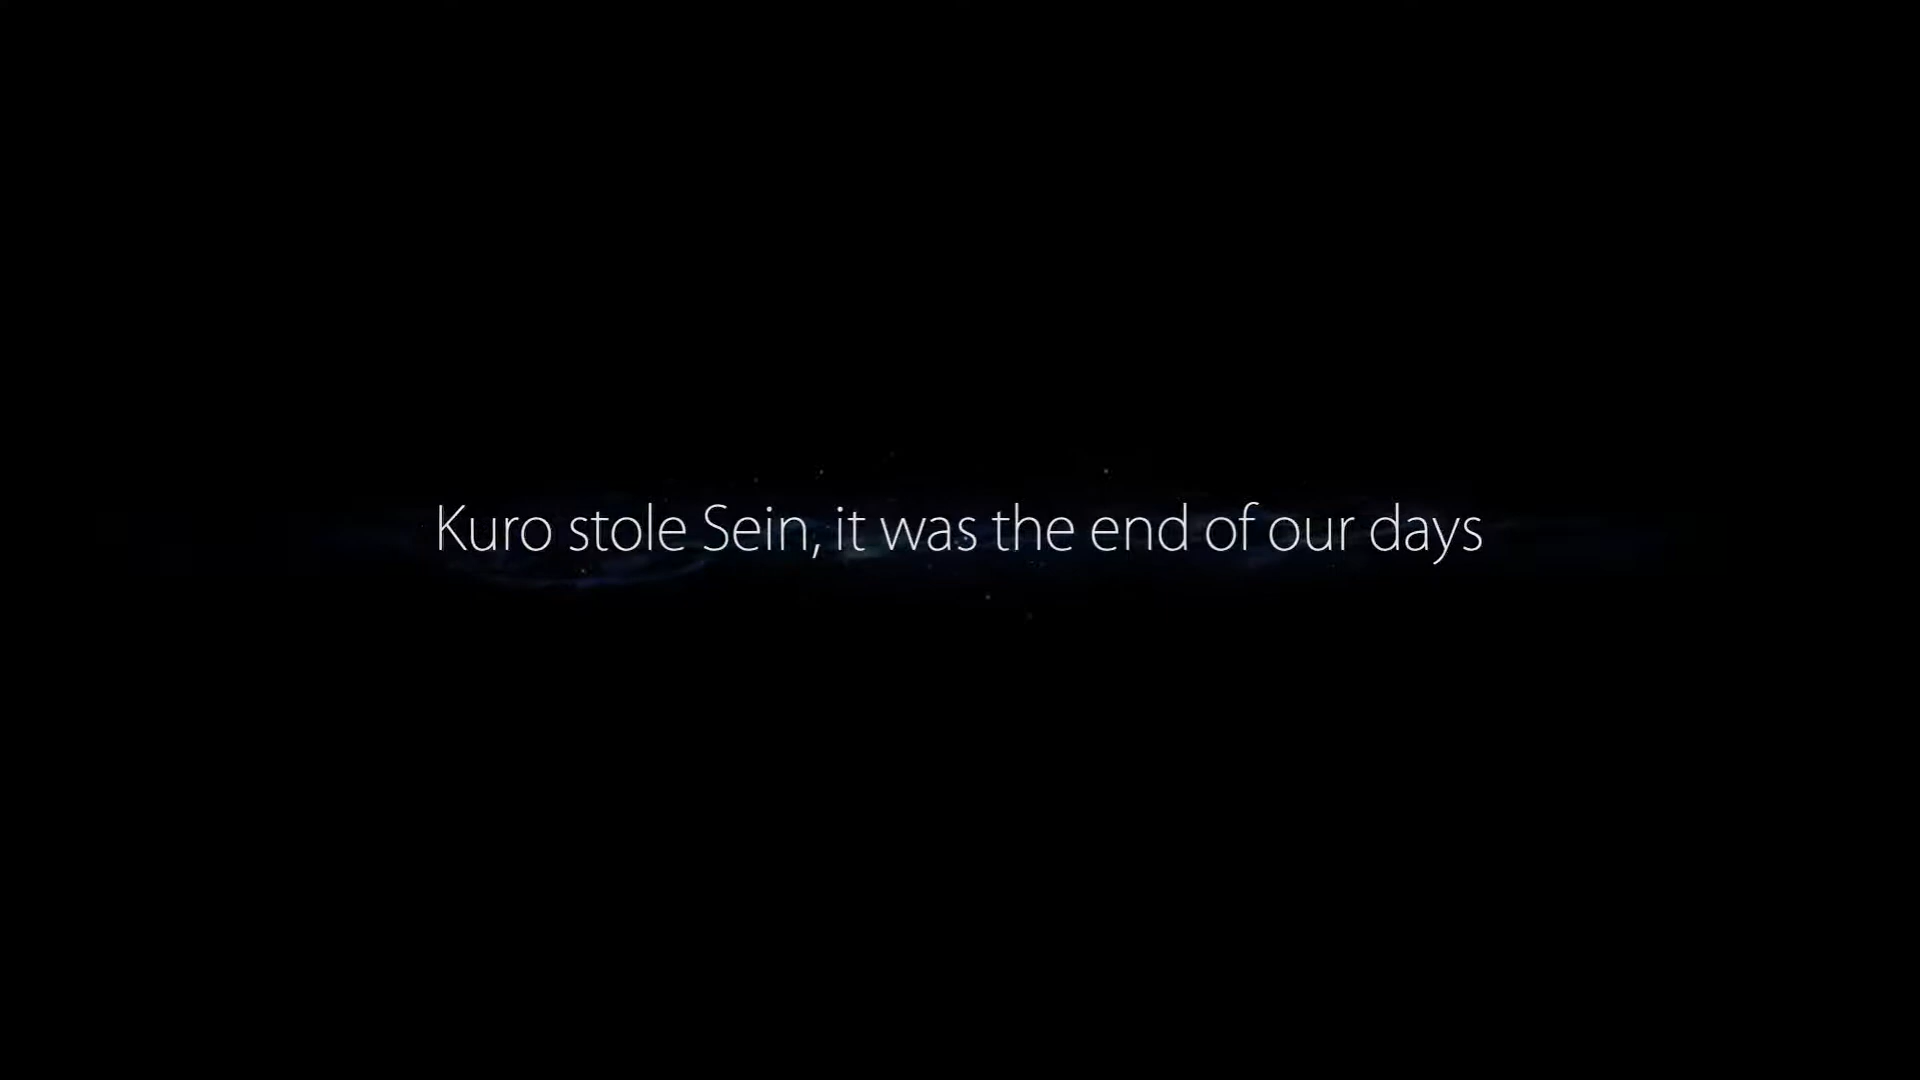 Kuro stole Sein, it was the end of our days